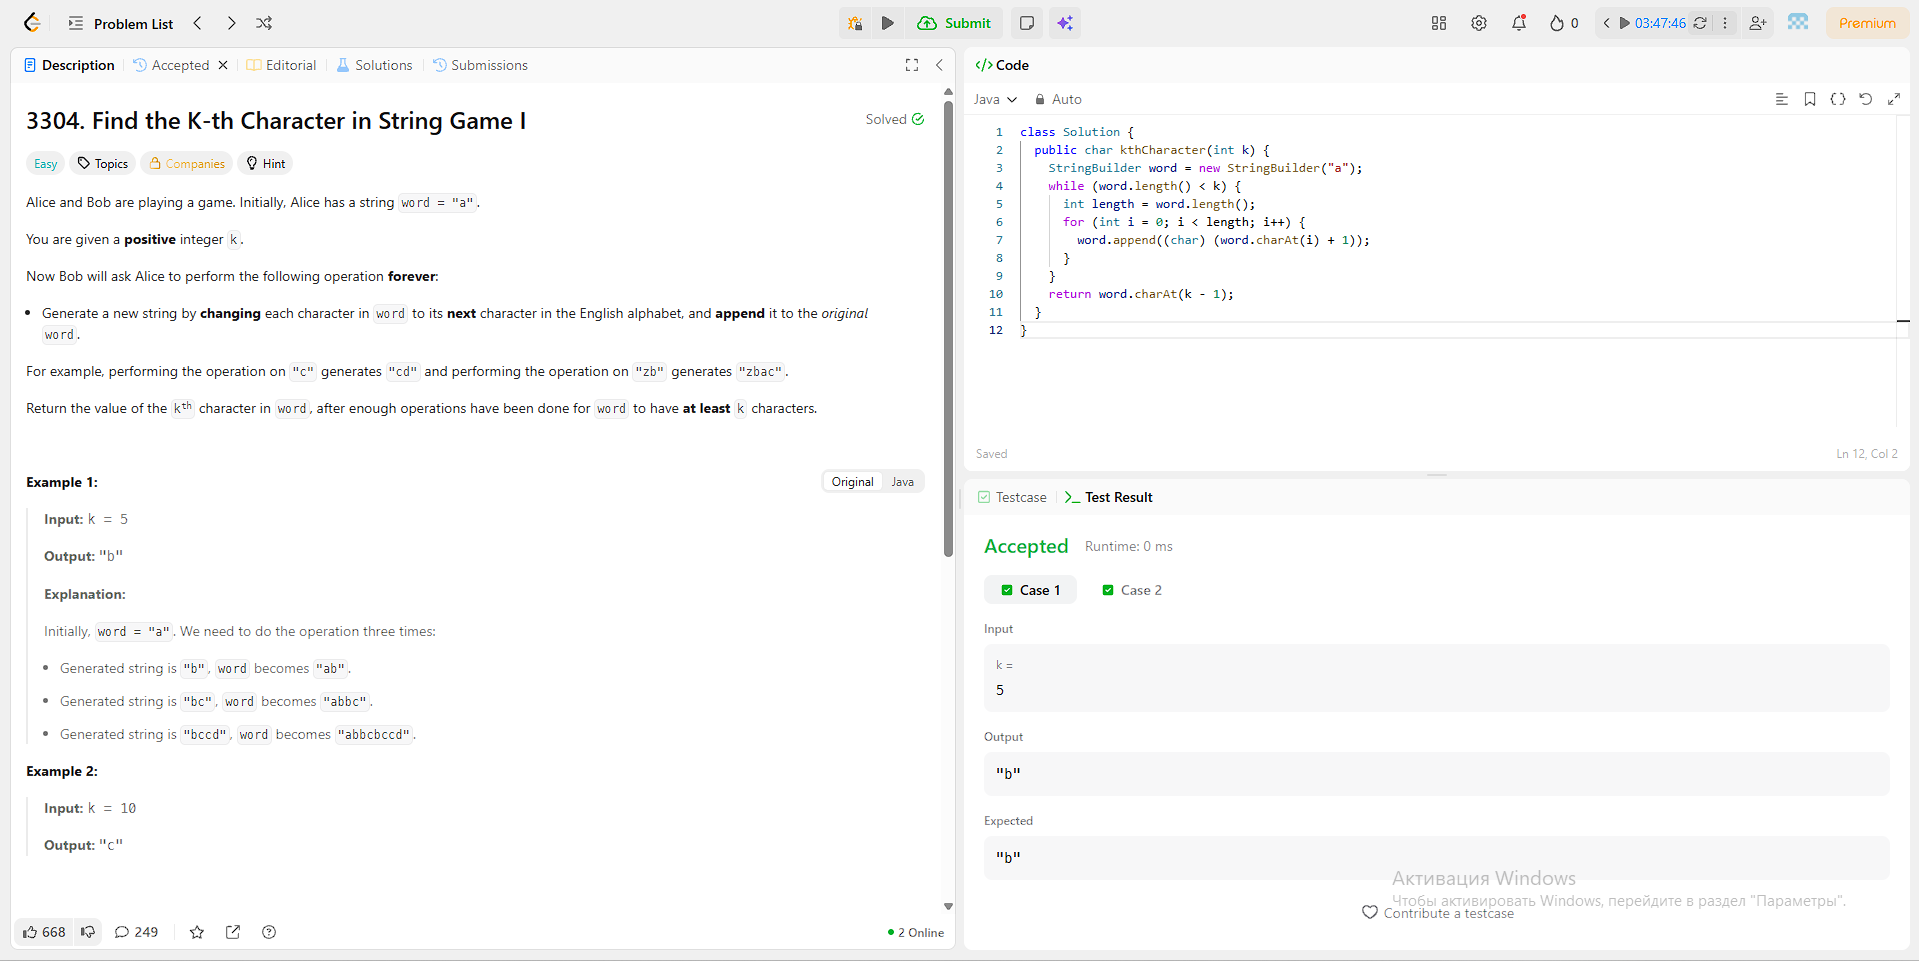 Problem List
Submit
0
03:47:46
Premium
Description
Accepted
Editorial
Solutions
Submissions
3304. Find the K-th Character in String Game I
Solved
Easy
Topics
Companies
Hint
Alice and Bob are playing a game. Initially, Alice has a string word = "a".
You are given a positive integer k.
Now Bob will ask Alice to perform the following operation forever:
• Generate a new string by changing each character in word to its next character in the English alphabet, and append it to the original
word.
For example, performing the operation on "c" generates "cd" and performing the operation on "zb" generates "zbac".
Return the value of the kth character in word, after enough operations have been done for word to have at least k characters.
Example 1:
Original
Java
Input: k = 5
Output: "b"
Explanation:
Initially, word = "a". We need to do the operation three times:
• Generated string is "b", word becomes "ab".
• Generated string is "bc", word becomes "abbc".
• Generated string is "bccd", word becomes "abbcbccd".
Example 2:
Input: k = 10
Output: "c"
668
249
2 Online
</> Code
Java
Auto
1 class Solution {
2 public char kthCharacter(int k) {
3 StringBuilder word = new StringBuilder("a");
4 while (word.length() < k) {
5 int length = word.length();
6 for (int i = 0; i < length; i++) {
7 word.append((char) (word.charAt(i) + 1));
8 }
9 }
10 return word.charAt(k - 1);
11 }
12 }
Saved
Ln 12, Col 2
Testcase
Test Result
Accepted
Runtime: 0 ms
Case 1
Case 2
Input
k =
5
Output
"b"
Expected
"b"
Активация Windows
Чтобы активировать Windows, перейдите в раздел "Параметры".
Contribute a testcase